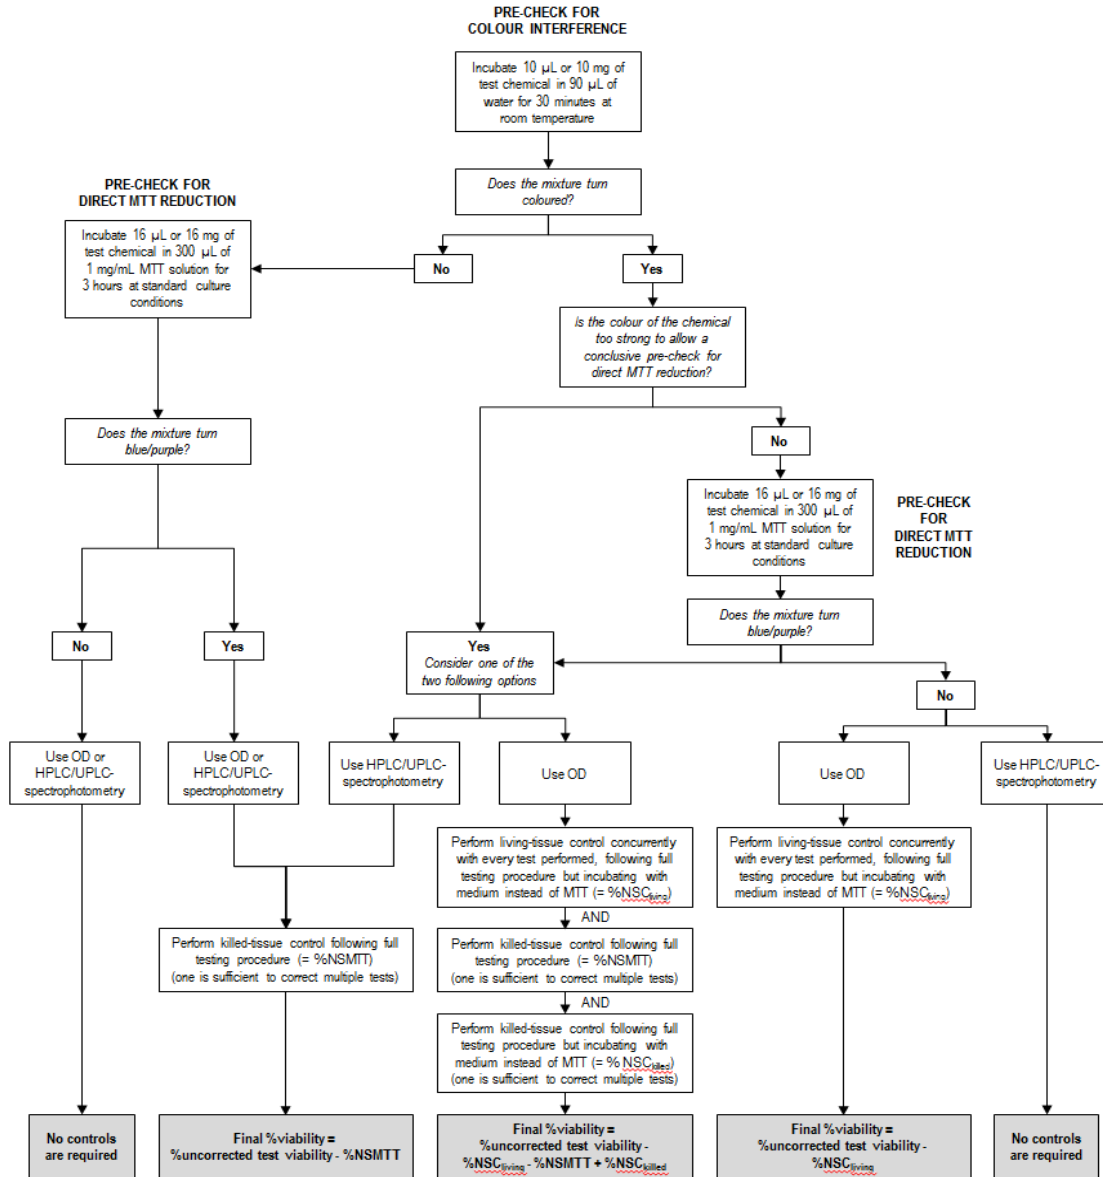 PRE-CHECK FOR
COLOUR INTERFERENCE
Incubate 10 µL or 10 mg of
test chemical in 90 µL of
water for 30 minutes at
room temperature
Does the mixture turn
coloured?
PRE-CHECK FOR
DIRECT MTT REDUCTION
Incubate 16 µL or 16 mg of
test chemical in 300 µL of
1 mg/mL MTT solution for
3 hours at standard culture
conditions
No
Yes
Is the colour of the chemical
too strong to allow a
conclusive pre-check for
direct MTT reduction?
Does the mixture turn
blue/purple?
No
Incubate 16 µL or 16 mg of
test chemical in 300 µL of
1 mg/mL MTT solution for
3 hours at standard culture
conditions
PRE-CHECK
FOR
DIRECT MTT
REDUCTION
Does the mixture turn
blue/purple?
No
Yes
Yes
Consider one of the
two following options
No
Use OD or
HPLC/UPLC-
spectrophotometry
Use OD or
HPLC/UPLC-
spectrophotometry
Use HPLC/UPLC-
spectrophotometry
Use OD
Use OD
Use HPLC/UPLC-
spectrophotometry
Perform living-tissue control concurrently
with every test performed, following full
testing procedure but incubating with
medium instead of MTT (= %NSCliving)
AND
Perform living-tissue control concurrently
with every test performed, following full
testing procedure but incubating with
medium instead of MTT (= %NSCliving)
Perform killed-tissue control following full
testing procedure (= %NSMTT)
(one is sufficient to correct multiple tests)
Perform killed-tissue control following full
testing procedure (= %NSMTT)
(one is sufficient to correct multiple tests)
AND
Perform killed-tissue control following full
testing procedure but incubating with
medium instead of MTT (= % NSCkilled)
(one is sufficient to correct multiple tests)
No controls
are required
Final %viability =
%uncorrected test viability - %NSMTT
Final %viability =
%uncorrected test viability -
%NSCliving - %NSMTT + %NSCkilled
Final %viability =
%uncorrected test viability -
%NSCliving
No controls
are required